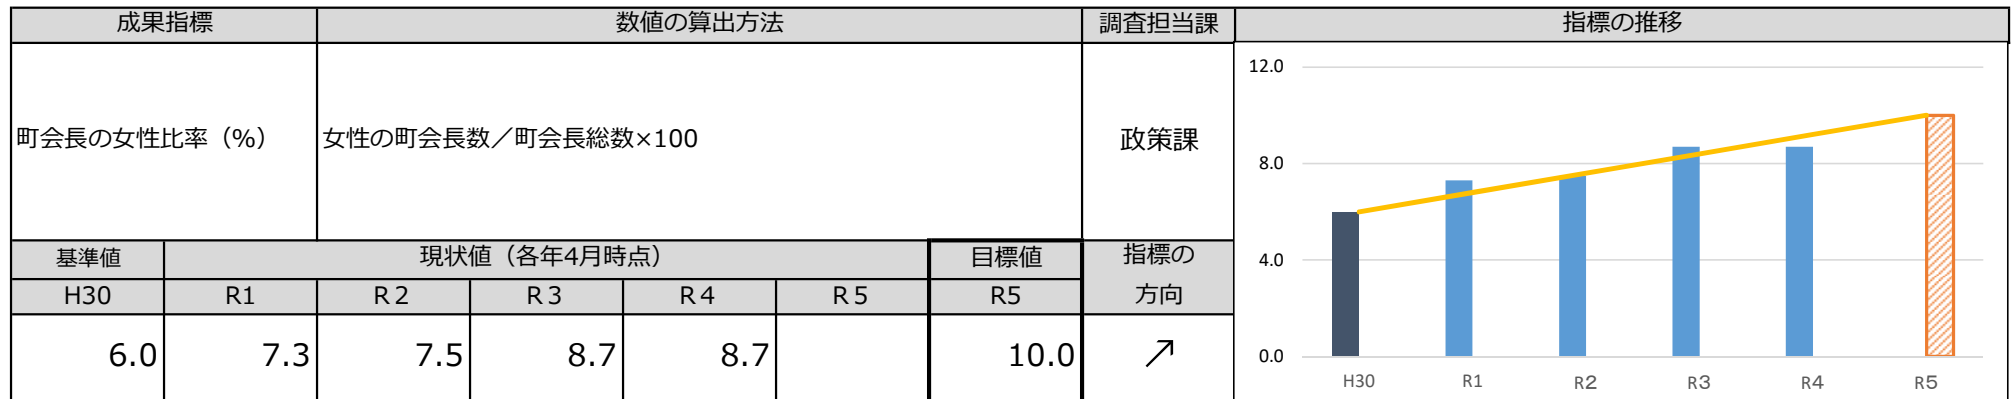 成果指標 数値の算出方法 調査担当課 指標の推移
町会長の女性比率（%） 女性の町会長数／町会長総数×100 政策課
基準値 現状値（各年4月時点） 目標値 指標の
H30 R1 R２ R３ R４ R５ R5 方向
6.0 7.3 7.5 8.7 8.7 10.0 ↗
12.0
8.0
4.0
0.0
H30 R1 R2 R3 R4 R5